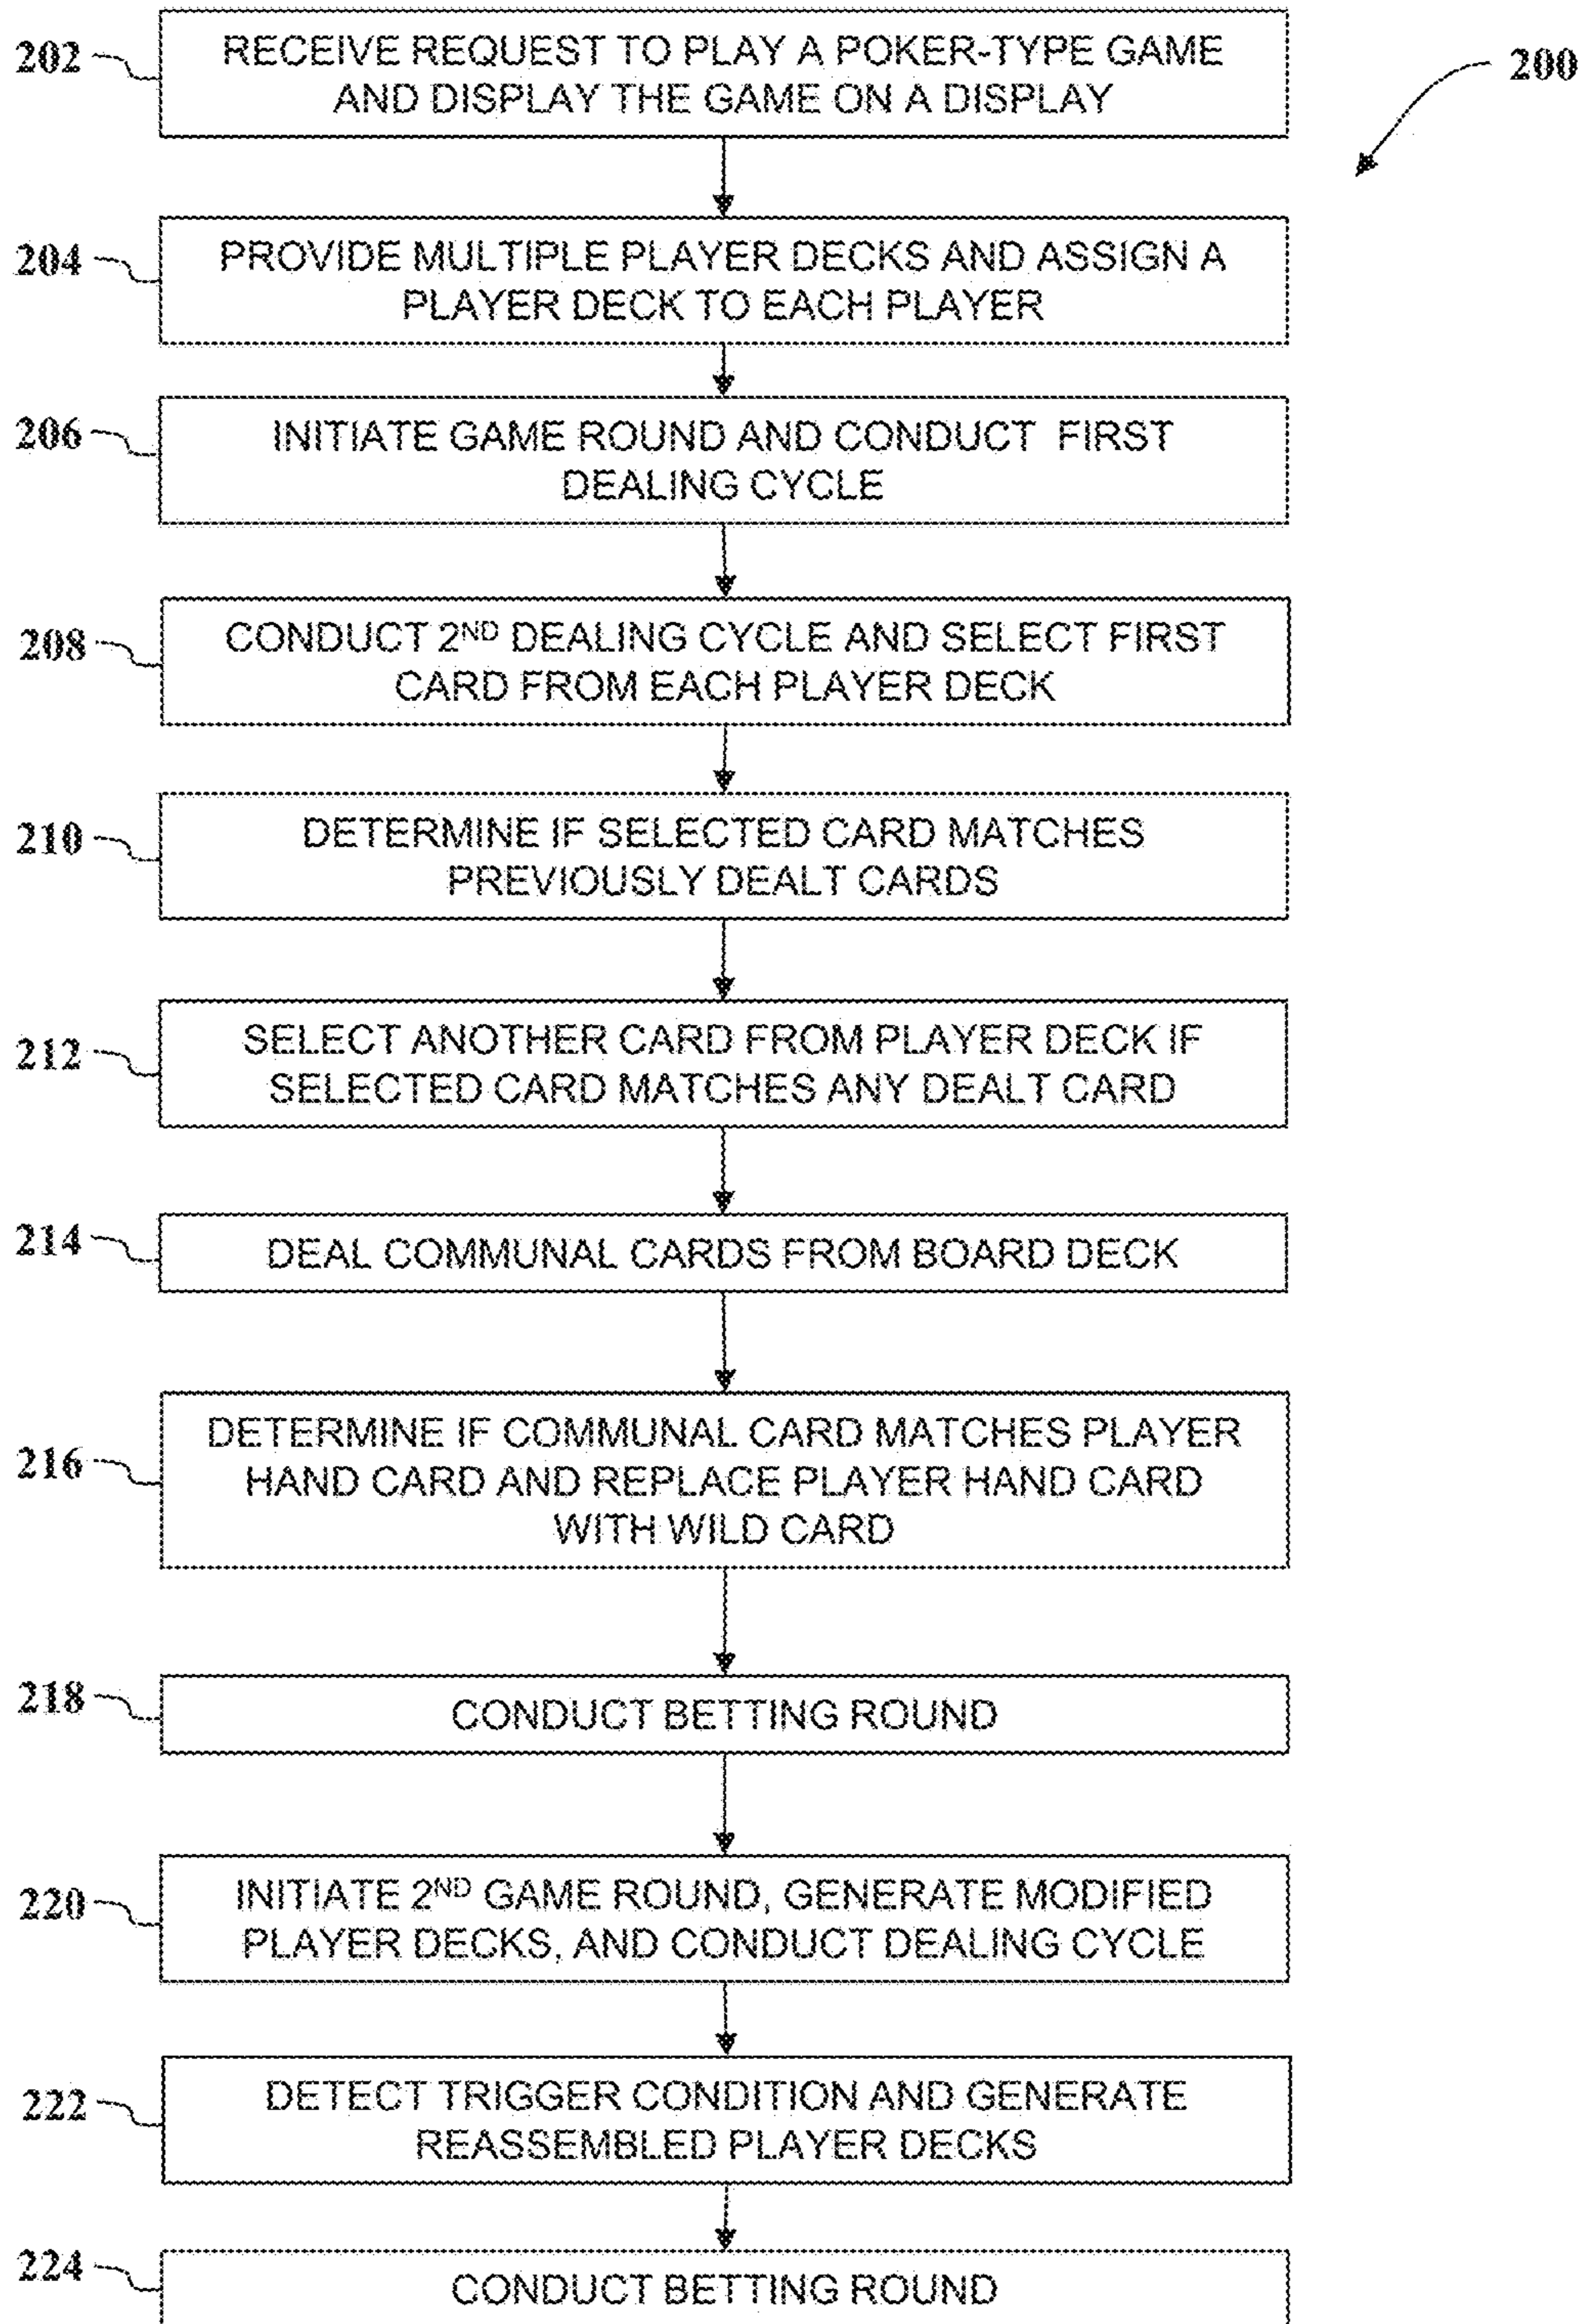 202
RECEIVE REQUEST TO PLAY A POKER-TYPE GAME
AND DISPLAY THE GAME ON A DISPLAY
200
204
PROVIDE MULTIPLE PLAYER DECKS AND ASSIGN A
PLAYER DECK TO EACH PLAYER
206
INITIATE GAME ROUND AND CONDUCT FIRST
DEALING CYCLE
208
CONDUCT 2ND DEALING CYCLE AND SELECT FIRST
CARD FROM EACH PLAYER DECK
210
DETERMINE IF SELECTED CARD MATCHES
PREVIOUSLY DEALT CARDS
212
SELECT ANOTHER CARD FROM PLAYER DECK IF
SELECTED CARD MATCHES ANY DEALT CARD
214
DEAL COMMUNAL CARDS FROM BOARD DECK
216
DETERMINE IF COMMUNAL CARD MATCHES PLAYER
HAND CARD AND REPLACE PLAYER HAND CARD
WITH WILD CARD
218
CONDUCT BETTING ROUND
220
INITIATE 2ND GAME ROUND, GENERATE MODIFIED
PLAYER DECKS, AND CONDUCT DEALING CYCLE
222
DETECT TRIGGER CONDITION AND GENERATE
REASSEMBLED PLAYER DECKS
224
CONDUCT BETTING ROUND